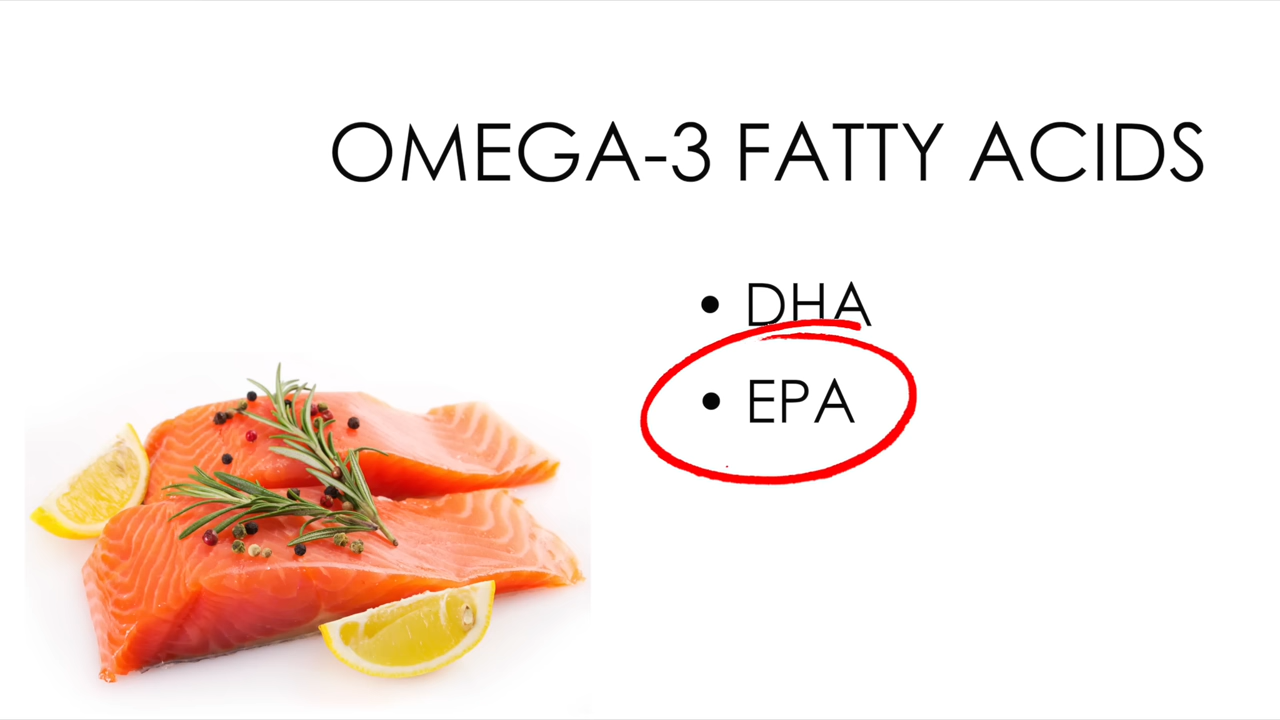 OMEGA-3 FATTY ACIDS
• DHA
• EPA